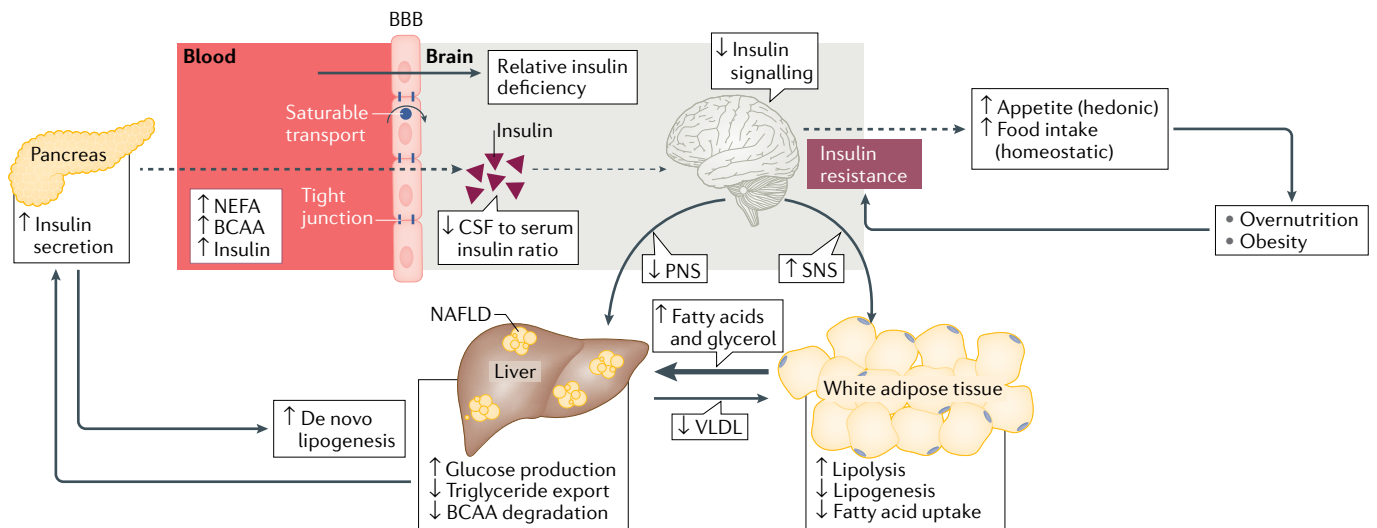 BBB
Blood
Brain
Relative insulin
deficiency
↓ Insulin
signalling
Saturable
transport
Insulin
Pancreas
↑ Insulin
secretion
↑ NEFA
↑ BCAA
↑ Insulin
Tight
junction
↓ CSF to serum
insulin ratio
Insulin
resistance
↑ Appetite (hedonic)
↑ Food intake
(homeostatic)
• Overnutrition
• Obesity
↓ PNS
↑ SNS
NAFLD
Liver
↑ Fatty acids
and glycerol
White adipose tissue
↓ VLDL
↑ De novo
lipogenesis
↑ Glucose production
↓ Triglyceride export
↓ BCAA degradation
↑ Lipolysis
↓ Lipogenesis
↓ Fatty acid uptake